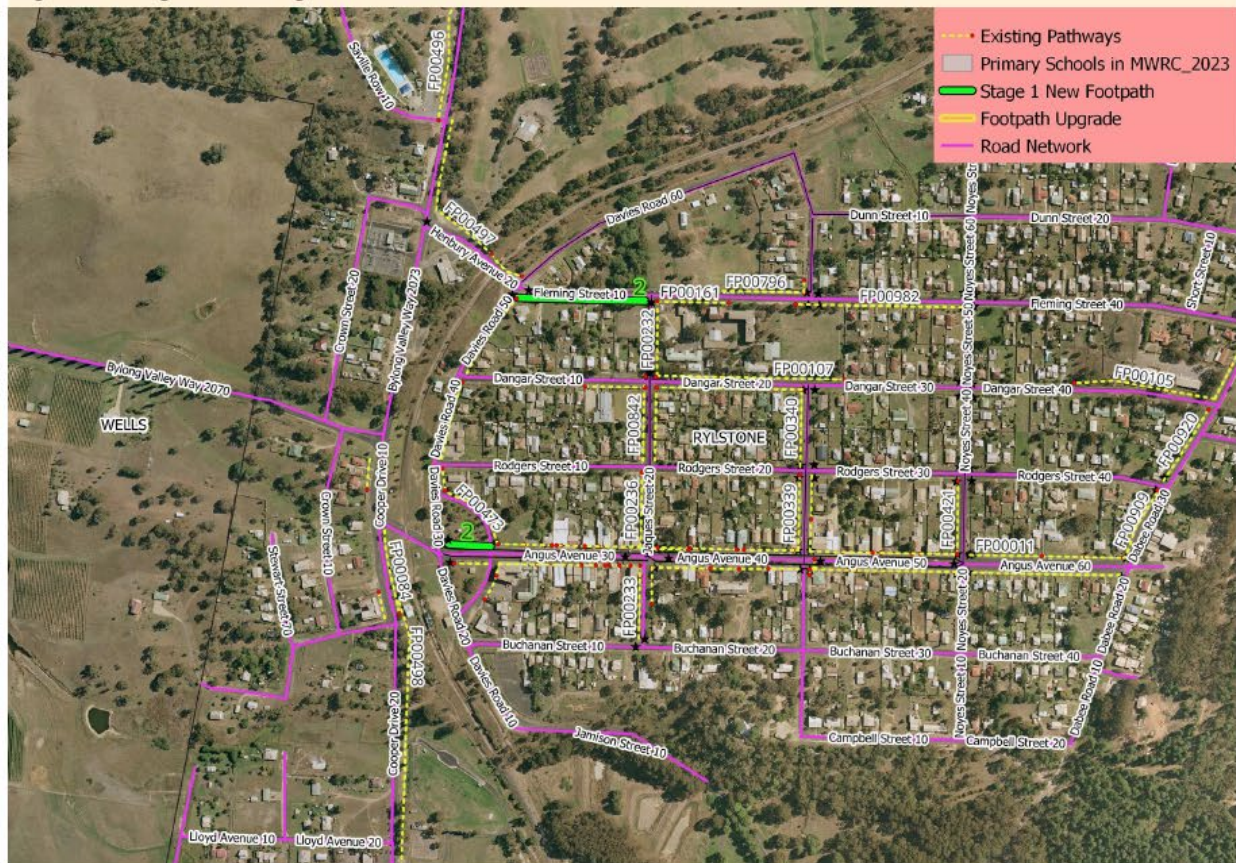 Existing Pathways
Primary Schools in MWRC_2023
Stage 1 New Footpath
Footpath Upgrade
Road Network
Saville Row 10
FP00496
FP00497
Henbury Avenue 20
Davies Road 60
Dunn Street 10
Dunn Street 20
Short Street 10
Noyes Street 60
Crown Street 20
Bylong Valley Way 2073
Fleming Street 10
2
FP00161
FP00796
FP00982
Fleming Street 40
Davies Road 50
FP00232
Noyes Street 50
Bylong Valley Way 2070
Davies Road 40
Dangar Street 10
Dangar Street 20
FP00107
Dangar Street 30
Dangar Street 40
FP00105
WELLS
FP00842
RYLSTONE
FP00340
Noyes Street 40
FP00920
Cooper Drive 10
Davies Road 30
Rodgers Street 10
Rodgers Street 20
Rodgers Street 30
Rodgers Street 40
FP00475
FP00236
Jaques Street 20
FP00339
FP00421
FP00909
Dabee Road 30
Crown Street 10
2
Angus Avenue 30
Angus Avenue 40
Angus Avenue 50
FP00011
Angus Avenue 60
Stewart Street 70
FP00084
Davies Road 20
FP00233
Noyes Street 20
Dabee Road 20
Buchanan Street 10
Buchanan Street 20
Buchanan Street 30
Buchanan Street 40
FP00498
Davies Road 10
Noyes Street 10
Dabee Road 10
Cooper Drive 20
Jamison Street 10
Campbell Street 10
Campbell Street 20
Lloyd Avenue 10
Lloyd Avenue 20